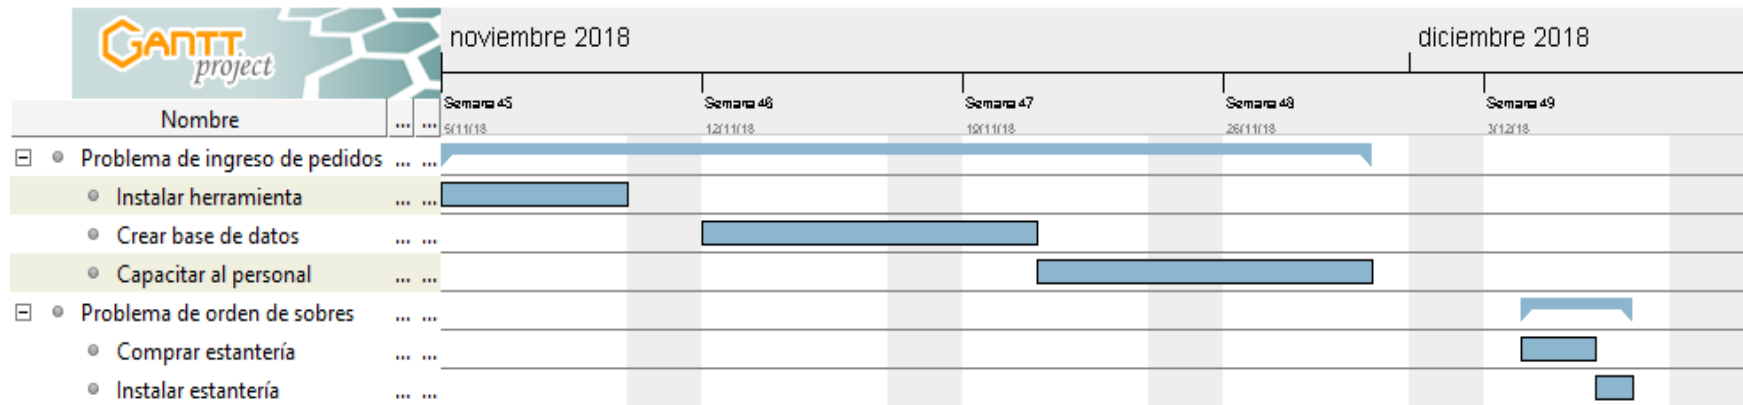 GANTT
project
noviembre 2018
diciembre 2018
Semana 45
Semana 46
Semana 47
Semana 48
Semana 49
5/11/18
12/11/18
19/11/18
26/11/18
3/12/18
Nombre
... ...
Problema de ingreso de pedidos ... ...
Instalar herramienta ... ...
Crear base de datos ... ...
Capacitar al personal ... ...
Problema de orden de sobres ... ...
Comprar estantería ... ...
Instalar estantería ... ...